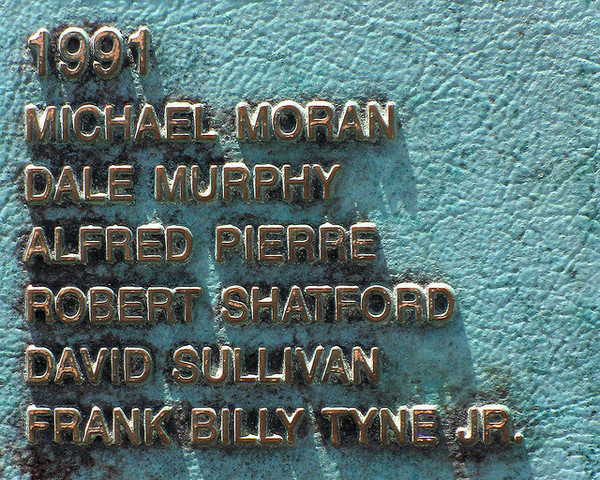 1991
MICHAEL MORAN
DALE MURPHY
ALFRED PIERRE
ROBERT SHATFORD
DAVID SULLIVAN
FRANK BILLY TYNE JR.